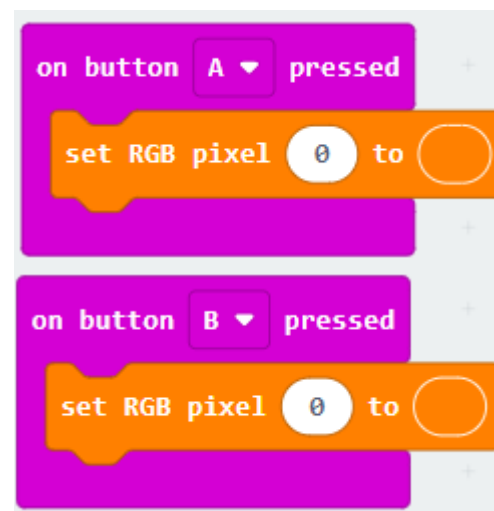 on button A pressed
set RGB pixel 0 to
on button B pressed
set RGB pixel 0 to